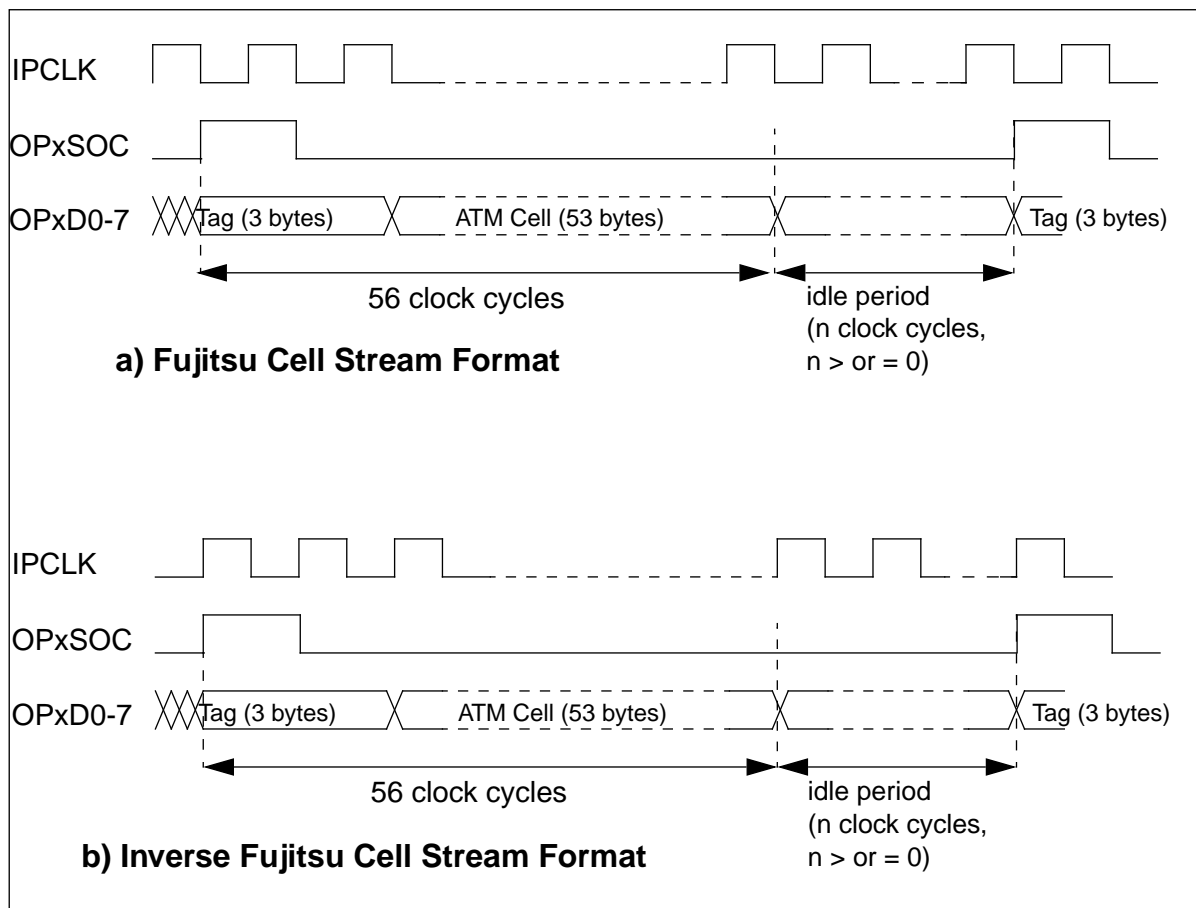 IPCLK
OPxSOC
OPxD0-7
Tag (3 bytes)
ATM Cell (53 bytes)
Tag (3 bytes)
56 clock cycles
idle period
(n clock cycles,
n > or = 0)
a) Fujitsu Cell Stream Format
IPCLK
OPxSOC
OPxD0-7
Tag (3 bytes)
ATM Cell (53 bytes)
Tag (3 bytes)
56 clock cycles
idle period
(n clock cycles,
n > or = 0)
b) Inverse Fujitsu Cell Stream Format